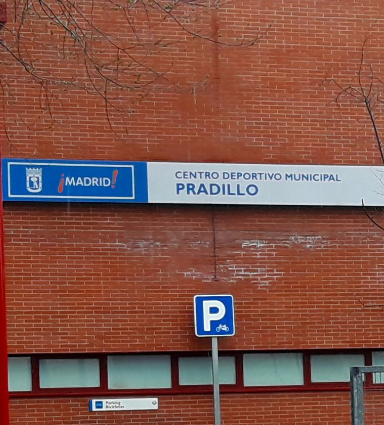 ¡MADRID!
CENTRO DEPORTIVO MUNICIPAL
PRADILLO
P
Parking
Bicicletas